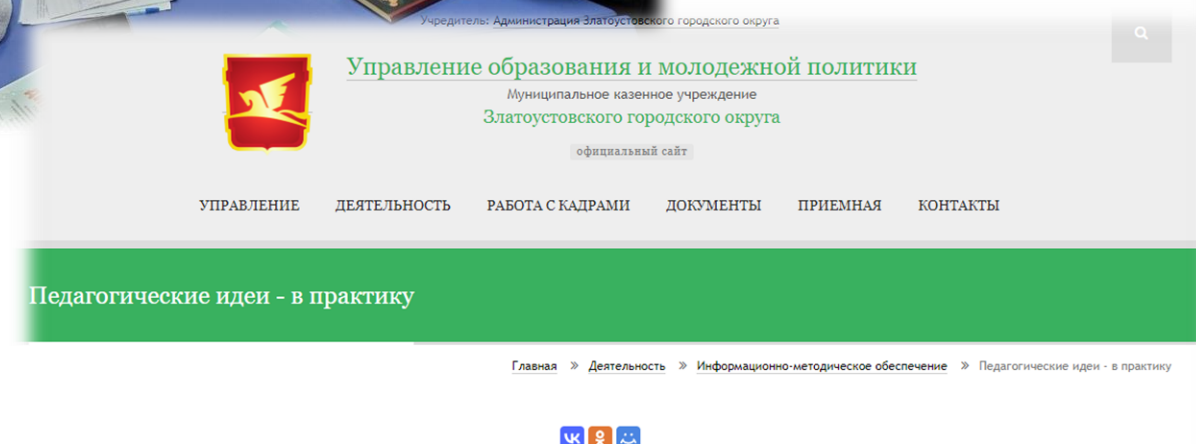 Учредитель: Администрация Златоустовского городского округа
Управление образования и молодежной политики
Муниципальное казенное учреждение
Златоустовского городского округа
официальный сайт
УПРАВЛЕНИЕ ДЕЯТЕЛЬНОСТЬ РАБОТА С КАДРАМИ ДОКУМЕНТЫ ПРИЕМНАЯ КОНТАКТЫ
Педагогические идеи - в практику
Главная » Деятельность » Информационно-методическое обеспечение » Педагогические идеи - в практику